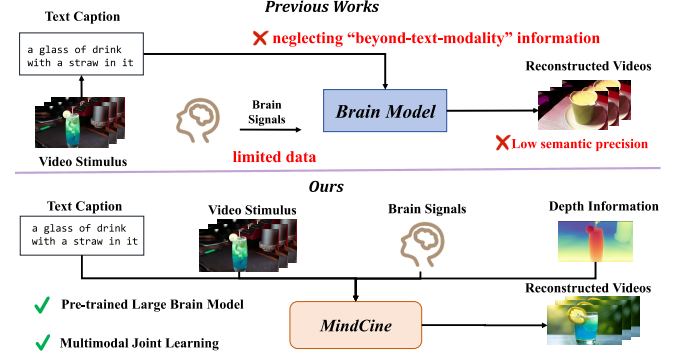 Previous Works
Text Caption
a glass of drink
with a straw in it
✗ neglecting “beyond-text-modality” information
Reconstructed Videos
Brain
Signals
Brain Model
Video Stimulus
limited data
✗ Low semantic precision
Ours
Text Caption
Video Stimulus
Brain Signals
Depth Information
a glass of drink
with a straw in it
Reconstructed Videos
✓ Pre-trained Large Brain Model
MindCine
✓ Multimodal Joint Learning